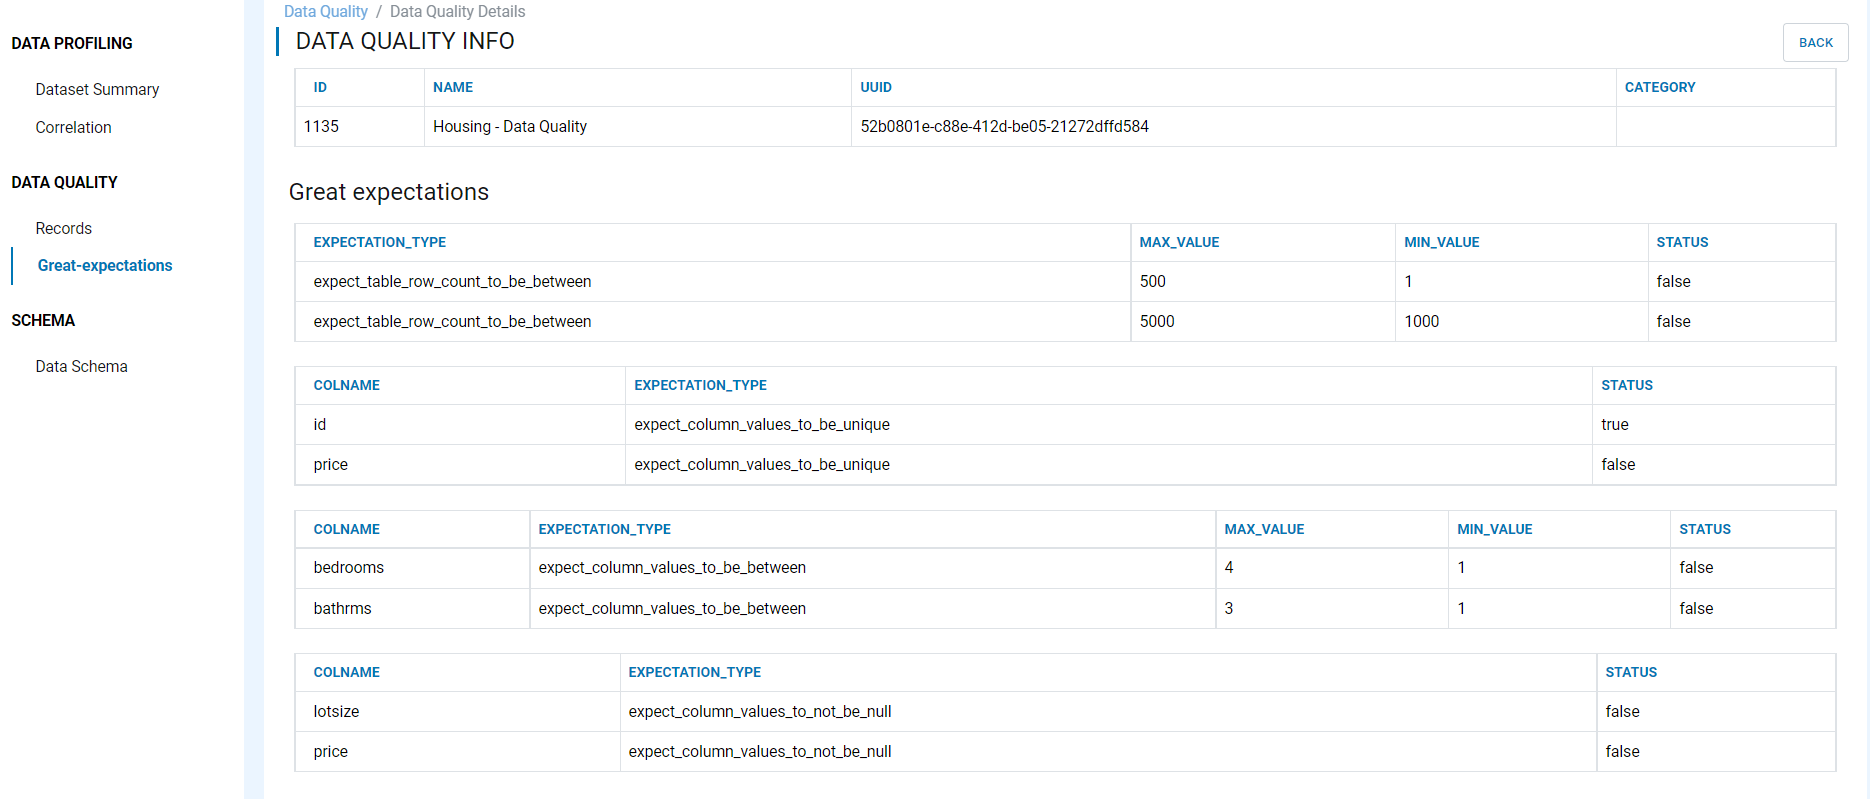 Data Quality / Data Quality Details
DATA PROFILING
Dataset Summary
Correlation
DATA QUALITY
Records
Great-expectations
SCHEMA
Data Schema
DATA QUALITY INFO
BACK
ID NAME UUID CATEGORY
1135 Housing - Data Quality 52b0801e-c88e-412d-be05-21272dffd584
Great expectations
EXPECTATION_TYPE MAX_VALUE MIN_VALUE STATUS
expect_table_row_count_to_be_between 500 1 false
expect_table_row_count_to_be_between 5000 1000 false
COLNAME EXPECTATION_TYPE STATUS
id expect_column_values_to_be_unique true
price expect_column_values_to_be_unique false
COLNAME EXPECTATION_TYPE MAX_VALUE MIN_VALUE STATUS
bedrooms expect_column_values_to_be_between 4 1 false
bathrms expect_column_values_to_be_between 3 1 false
COLNAME EXPECTATION_TYPE STATUS
lotsize expect_column_values_to_not_be_null false
price expect_column_values_to_not_be_null false